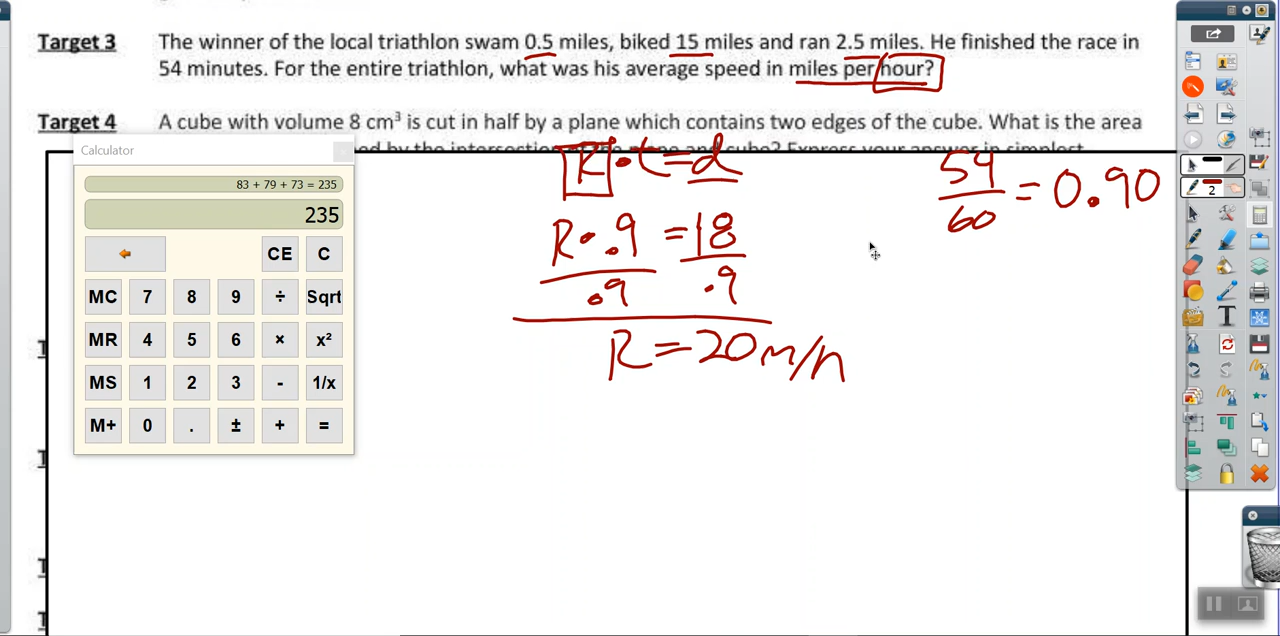 Target 3 The winner of the local triathlon swam 0.5 miles, biked 15 miles and ran 2.5 miles. He finished the race in
54 minutes. For the entire triathlon, what was his average speed in miles per hour?
Target 4 A cube with volume 8 cm³ is cut in half by a plane which contains two edges of the cube. What is the area
Calculator
83 + 79 + 73 = 235
235
CE C
MC 7 8 9 ÷ Sqrt
MR 4 5 6 × x²
MS 1 2 3 - 1/x
M+ 0 . ± + =
R · t = d
R · .9 = 18
.9 .9
R = 20 m/h
54
60
= 0.90
2
T